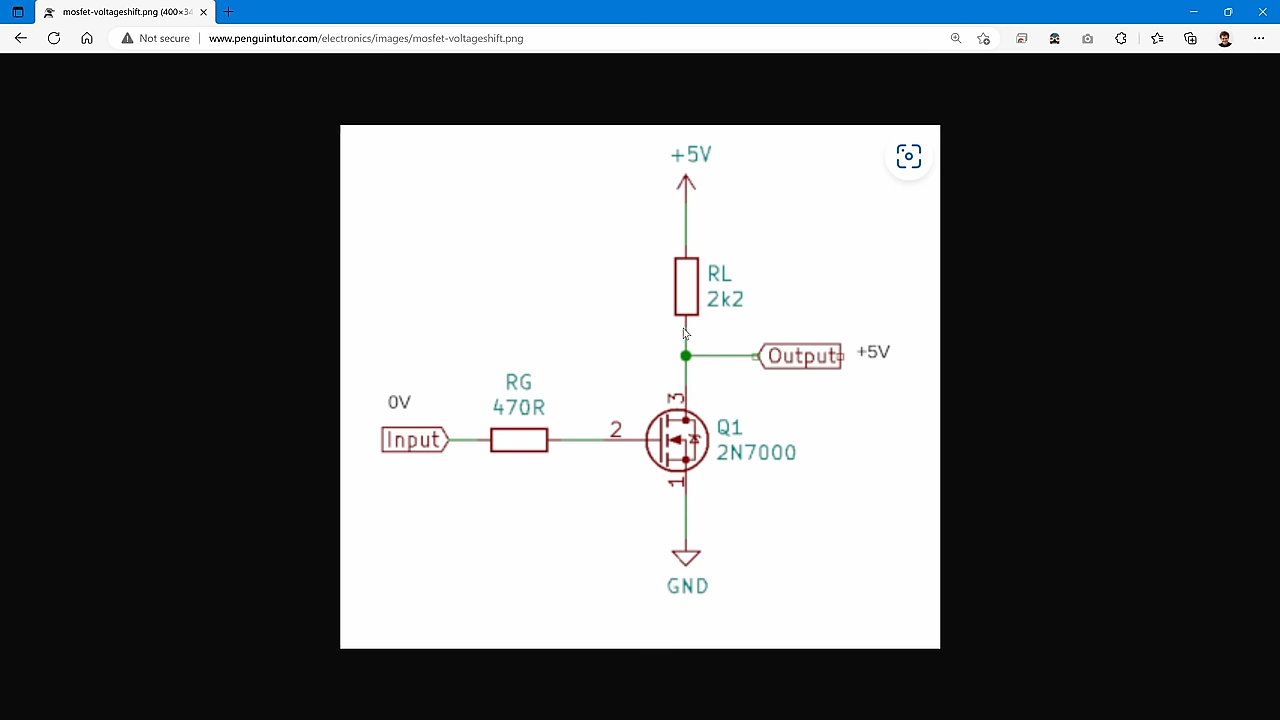 mosfet-voltageshift.png (400×34
Not secure
www.penguintutor.com/electronics/images/mosfet-voltageshift.png
+5V
RL
2k2
Output
+5V
RG
470R
0V
Input
2
3
1
Q1
2N7000
GND